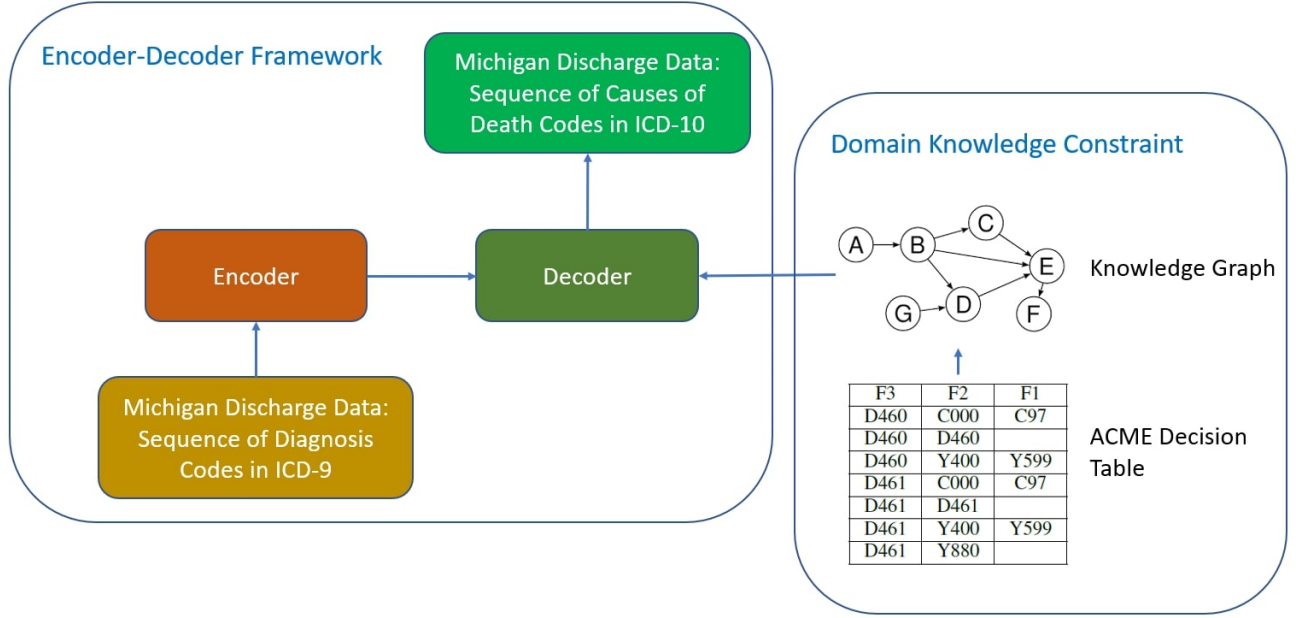 Encoder-Decoder Framework
Michigan Discharge Data:
Sequence of Causes of
Death Codes in ICD-10
Encoder
Decoder
Michigan Discharge Data:
Sequence of Diagnosis
Codes in ICD-9
Domain Knowledge Constraint
A
B
C
E
G
D
F
Knowledge Graph
F3 F2 F1
D460 C000 C97
D460 D460
D460 Y400 Y599
D461 C000 C97
D461 D461
D461 Y400 Y599
D461 Y880
ACME Decision
Table